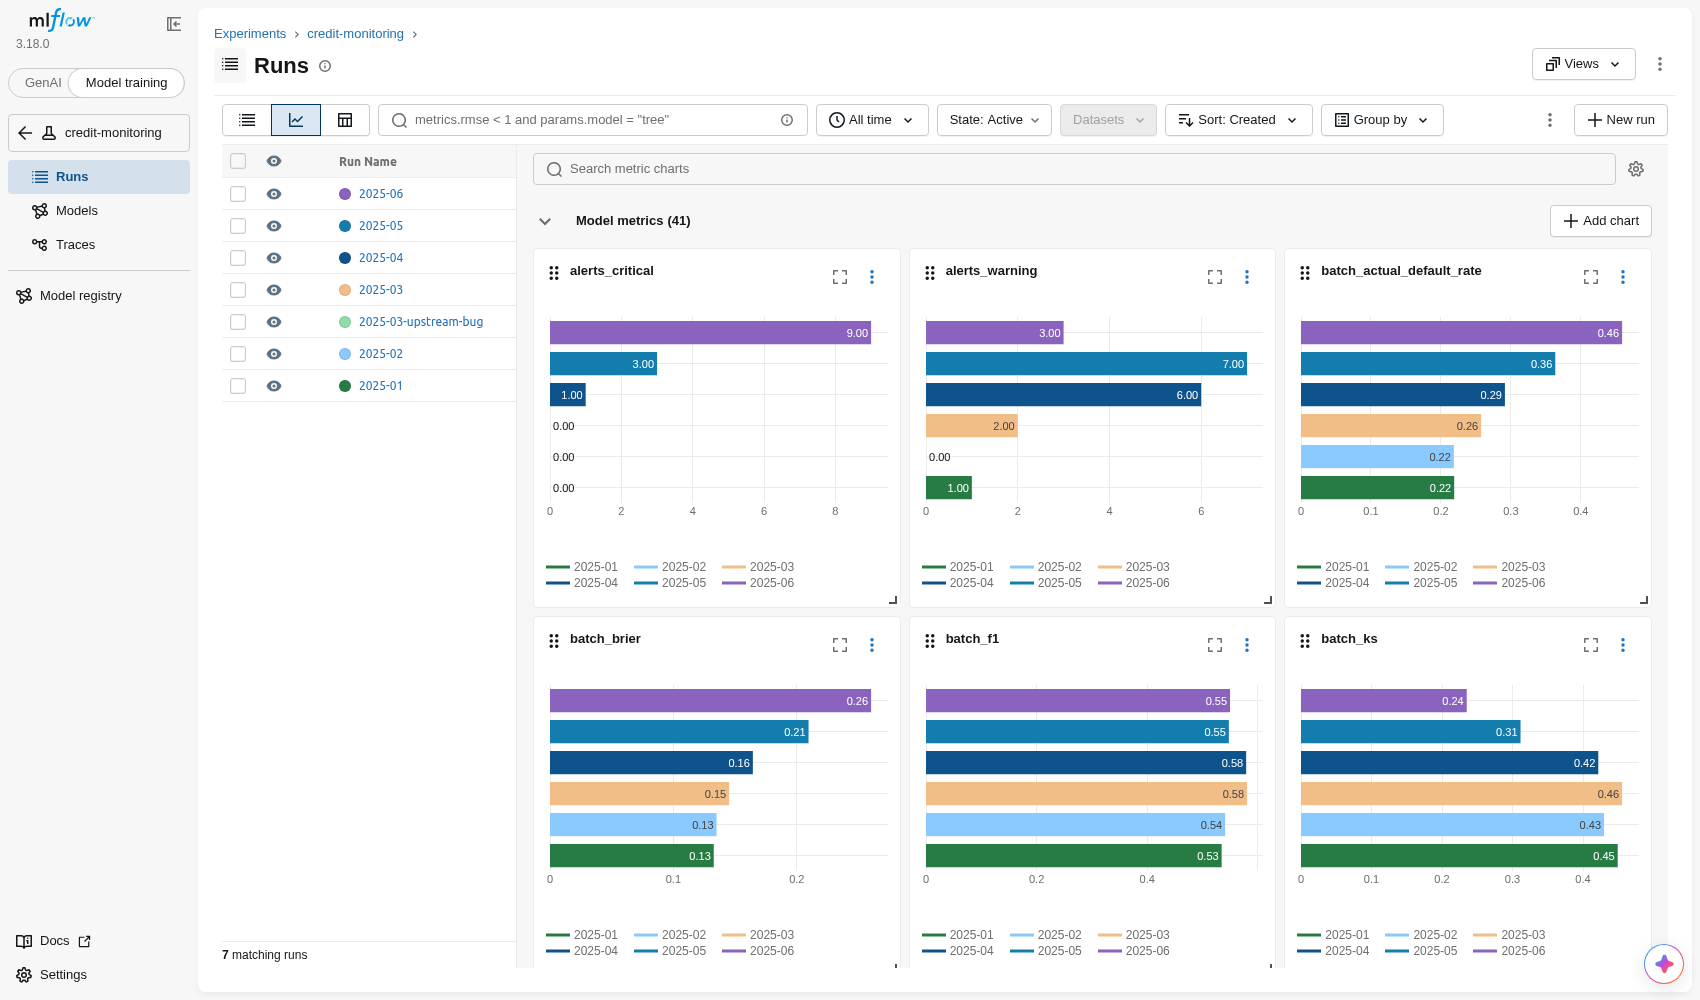 mlflow
3.18.0
GenAI Model training
credit-monitoring
Runs
Models
Traces
Model registry
Docs
Settings
Experiments > credit-monitoring >
Runs
Views
metrics.rmse < 1 and params.model = "tree"
All time
State: Active
Datasets
Sort: Created
Group by
New run
Run Name
2025-06
2025-05
2025-04
2025-03
2025-03-upstream-bug
2025-02
2025-01
7 matching runs
Search metric charts
Model metrics (41)
Add chart
alerts_critical
9.00
3.00
1.00
0.00
0.00
0.00
0 2 4 6 8
2025-01 2025-02 2025-03
2025-04 2025-05 2025-06
alerts_warning
3.00
7.00
6.00
2.00
0.00
1.00
0 2 4 6
2025-01 2025-02 2025-03
2025-04 2025-05 2025-06
batch_actual_default_rate
0.46
0.36
0.29
0.26
0.22
0.22
0 0.1 0.2 0.3 0.4
2025-01 2025-02 2025-03
2025-04 2025-05 2025-06
batch_brier
0.26
0.21
0.16
0.15
0.13
0.13
0 0.1 0.2
2025-01 2025-02 2025-03
2025-04 2025-05 2025-06
batch_f1
0.55
0.55
0.58
0.58
0.54
0.53
0 0.2 0.4
2025-01 2025-02 2025-03
2025-04 2025-05 2025-06
batch_ks
0.24
0.31
0.42
0.46
0.43
0.45
0 0.1 0.2 0.3 0.4
2025-01 2025-02 2025-03
2025-04 2025-05 2025-06